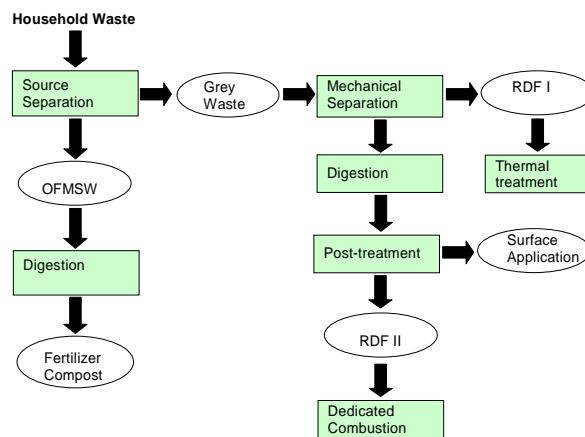 Household Waste
Source
Separation
Grey
Waste
Mechanical
Separation
RDF I
Thermal
treatment
OFMSW
Digestion
Digestion
Post-treatment
Surface
Application
Fertilizer
Compost
RDF II
Dedicated
Combustion